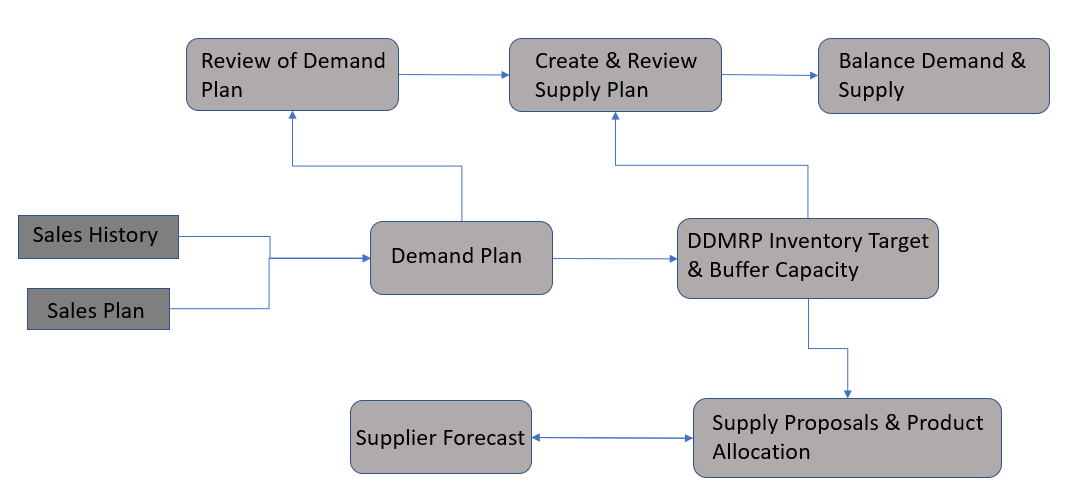 Review of Demand
Plan
Create & Review
Supply Plan
Balance Demand &
Supply
Sales History
Demand Plan
DDMRP Inventory Target
& Buffer Capacity
Sales Plan
Supplier Forecast
Supply Proposals & Product
Allocation